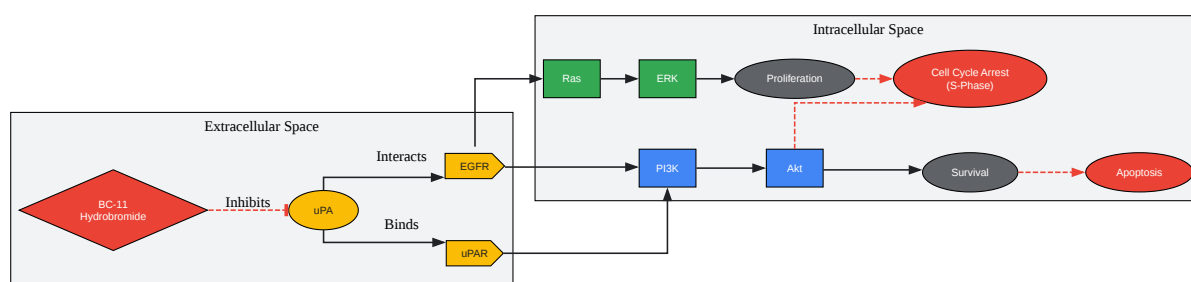 Intracellular Space
Ras
ERK
Proliferation
Cell Cycle Arrest
(S-Phase)
Extracellular Space
Interacts
EGFR
PI3K
Akt
Survival
Apoptosis
BC-11
Hydrobromide
Inhibits
uPA
Binds
uPAR